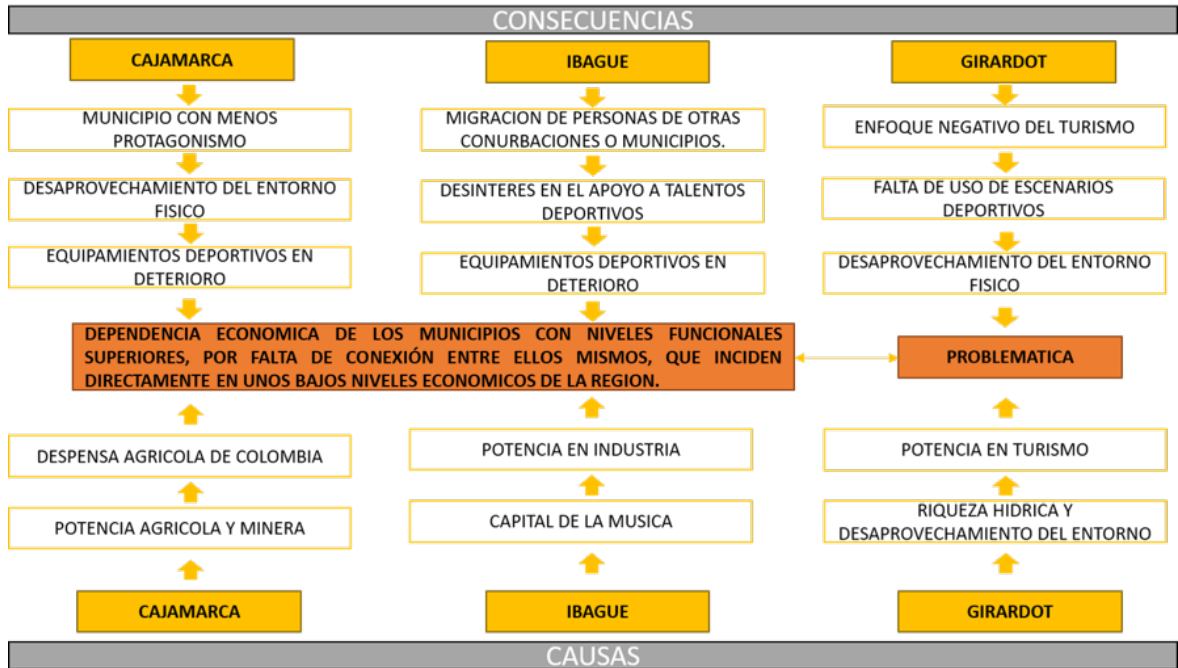 CONSECUENCIAS
CAJAMARCA
IBAGUE
GIRARDOT
MUNICIPIO CON MENOS
PROTAGONISMO
MIGRACION DE PERSONAS DE OTRAS
CONURBACIONES O MUNICIPIOS.
ENFOQUE NEGATIVO DEL TURISMO
DESAPROVECHAMIENTO DEL ENTORNO
FISICO
DESINTERES EN EL APOYO A TALENTOS
DEPORTIVOS
FALTA DE USO DE ESCENARIOS
DEPORTIVOS
EQUIPAMIENTOS DEPORTIVOS EN
DETERIORO
EQUIPAMIENTOS DEPORTIVOS EN
DETERIORO
DESAPROVECHAMIENTO DEL ENTORNO
FISICO
DEPENDENCIA ECONOMICA DE LOS MUNICIPIOS CON NIVELES FUNCIONALES
SUPERIORES, POR FALTA DE CONEXIÓN ENTRE ELLOS MISMOS, QUE INCIDEN
DIRECTAMENTE EN UNOS BAJOS NIVELES ECONOMICOS DE LA REGION.
PROBLEMATICA
DESPENSA AGRICOLA DE COLOMBIA
POTENCIA EN INDUSTRIA
POTENCIA EN TURISMO
POTENCIA AGRICOLA Y MINERA
CAPITAL DE LA MUSICA
RIQUEZA HIDRICA Y
DESAPROVECHAMIENTO DEL ENTORNO
CAJAMARCA
IBAGUE
GIRARDOT
CAUSAS